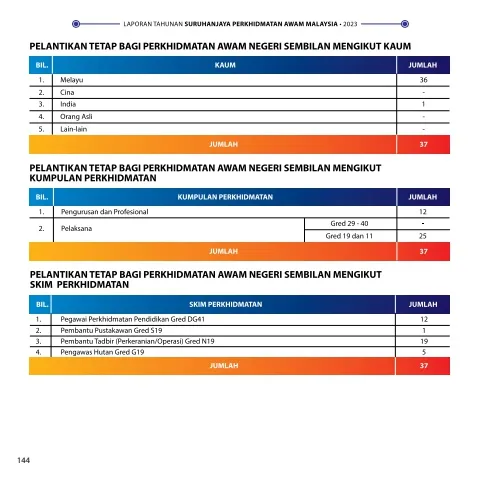 LAPORAN TAHUNAN SURUHANJAYA PERKHIDMATAN AWAM MALAYSIA • 2023
PELANTIKAN TETAP BAGI PERKHIDMATAN AWAM NEGERI SEMBILAN MENGIKUT KAUM
BIL. KAUM JUMLAH
1. Melayu 36
2. Cina -
3. India 1
4. Orang Asli -
5. Lain-lain -
JUMLAH 37
PELANTIKAN TETAP BAGI PERKHIDMATAN AWAM NEGERI SEMBILAN MENGIKUT
KUMPULAN PERKHIDMATAN
BIL. KUMPULAN PERKHIDMATAN JUMLAH
1. Pengurusan dan Profesional 12
2. Pelaksana Gred 29 - 40 -
Gred 19 dan 11 25
JUMLAH 37
PELANTIKAN TETAP BAGI PERKHIDMATAN AWAM NEGERI SEMBILAN MENGIKUT
SKIM PERKHIDMATAN
BIL. SKIM PERKHIDMATAN JUMLAH
1. Pegawai Perkhidmatan Pendidikan Gred DG41 12
2. Pembantu Pustakawan Gred S19 1
3. Pembantu Tadbir (Perkeranian/Operasi) Gred N19 19
4. Pengawas Hutan Gred G19 5
JUMLAH 37
144